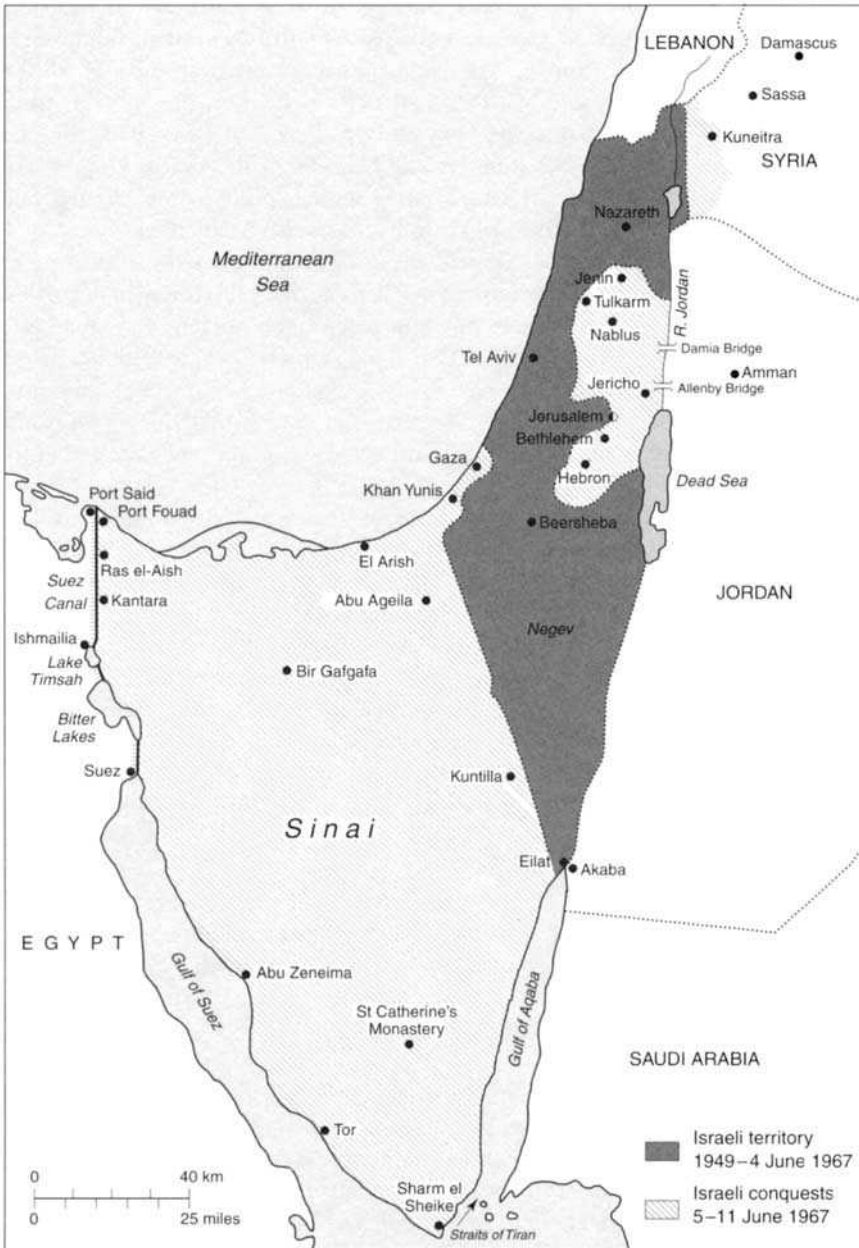 LEBANON
Damascus
Sassa
Kuneitra
SYRIA
Nazareth
Mediterranean
Sea
Jenin
Tulkarm
R. Jordan
Nablus
Damia Bridge
Tel Aviv
Amman
Jericho
Allenby Bridge
Jerusalem
Bethlehem
Gaza
Hebron
Dead Sea
Khan Yunis
Port Said
Port Fouad
Beersheba
El Arish
Ras el-Aish
Suez
Canal
Kantara
Abu Ageila
JORDAN
Negev
Ishmailia
Lake
Timsah
Bir Gafgafa
Bitter
Lakes
Suez
Kuntilla
Sinai
Eilat
Akaba
EGYPT
Gulf of Suez
Abu Zeneima
St Catherine's
Monastery
Gulf of Aqaba
SAUDI ARABIA
Tor
Israeli territory
1949–4 June 1967
Israeli conquests
5–11 June 1967
0 40 km
0 25 miles
Sharm el
Sheike
Straits of Tiran